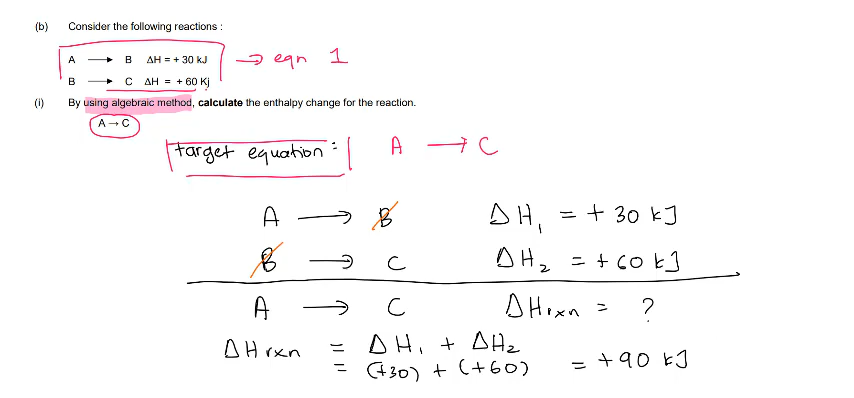 (b) Consider the following reactions :
A → B ΔH = + 30 kJ → eqn 1
B → C ΔH = + 60 Kj
(i) By using algebraic method, calculate the enthalpy change for the reaction.
A → C
target equation: A → C
A → B ΔH₁ = + 30 kJ
B → C ΔH₂ = +60 kJ
A → C ΔHrxn = ?
ΔHrxn = ΔH₁ + ΔH₂
= (+30) + (+60) = +90 kJ